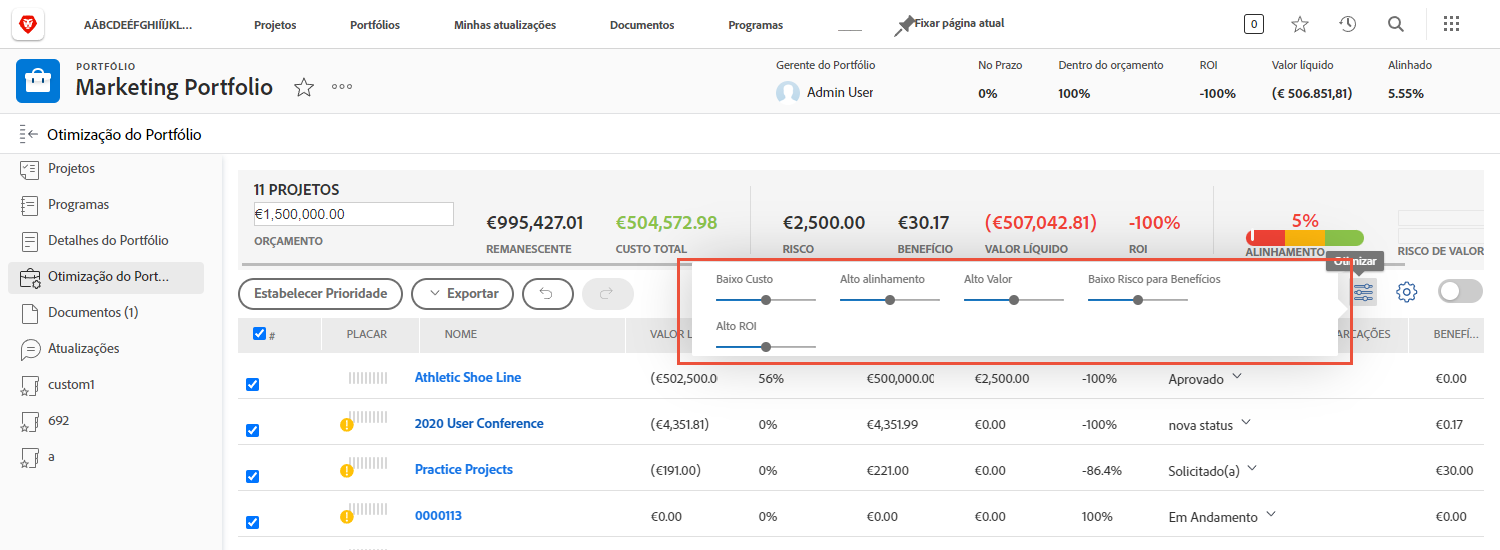 AÁBCDEÉFGHIÍÏJKL...
Projetos
Portfólios
Minhas atualizações
Documentos
Programas
Fixar página atual
0
PORTFÓLIO
Marketing Portfolio
Gerente do Portfólio
Admin User
No Prazo
0%
Dentro do orçamento
100%
ROI
-100%
Valor líquido
(€ 506.851,81)
Alinhado
5.55%
Otimização do Portfólio
Projetos
Programas
Detalhes do Portfólio
Otimização do Port...
Documentos (1)
Atualizações
custom1
692
a
11 PROJETOS
€1,500,000.00
ORÇAMENTO
€995,427.01
REMANESCENTE
€504,572.98
CUSTO TOTAL
€2,500.00
RISCO
€30.17
BENEFÍCIO
(€507,042.81)
VALOR LÍQUIDO
-100%
ROI
5%
ALINHAMENTO
RISCO DE VALOR
Otimizar
Estabelecer Prioridade
Exportar
Baixo Custo
Alto alinhamento
Alto Valor
Baixo Risco para Benefícios
Alto ROI
# PLACAR NOME VALOR L ARCAÇÕES BENEFÍ...
Athletic Shoe Line (€502,500.0 56% €500,000.00 €2,500.00 -100% Aprovado €0.00
2020 User Conference (€4,351.81) 0% €4,351.99 €0.00 -100% nova status €0.17
Practice Projects (€191.00) 0% €221.00 €0.00 -86.4% Solicitado(a) €30.00
0000113 €0.00 0% €0.00 €0.00 100% Em Andamento €0.00